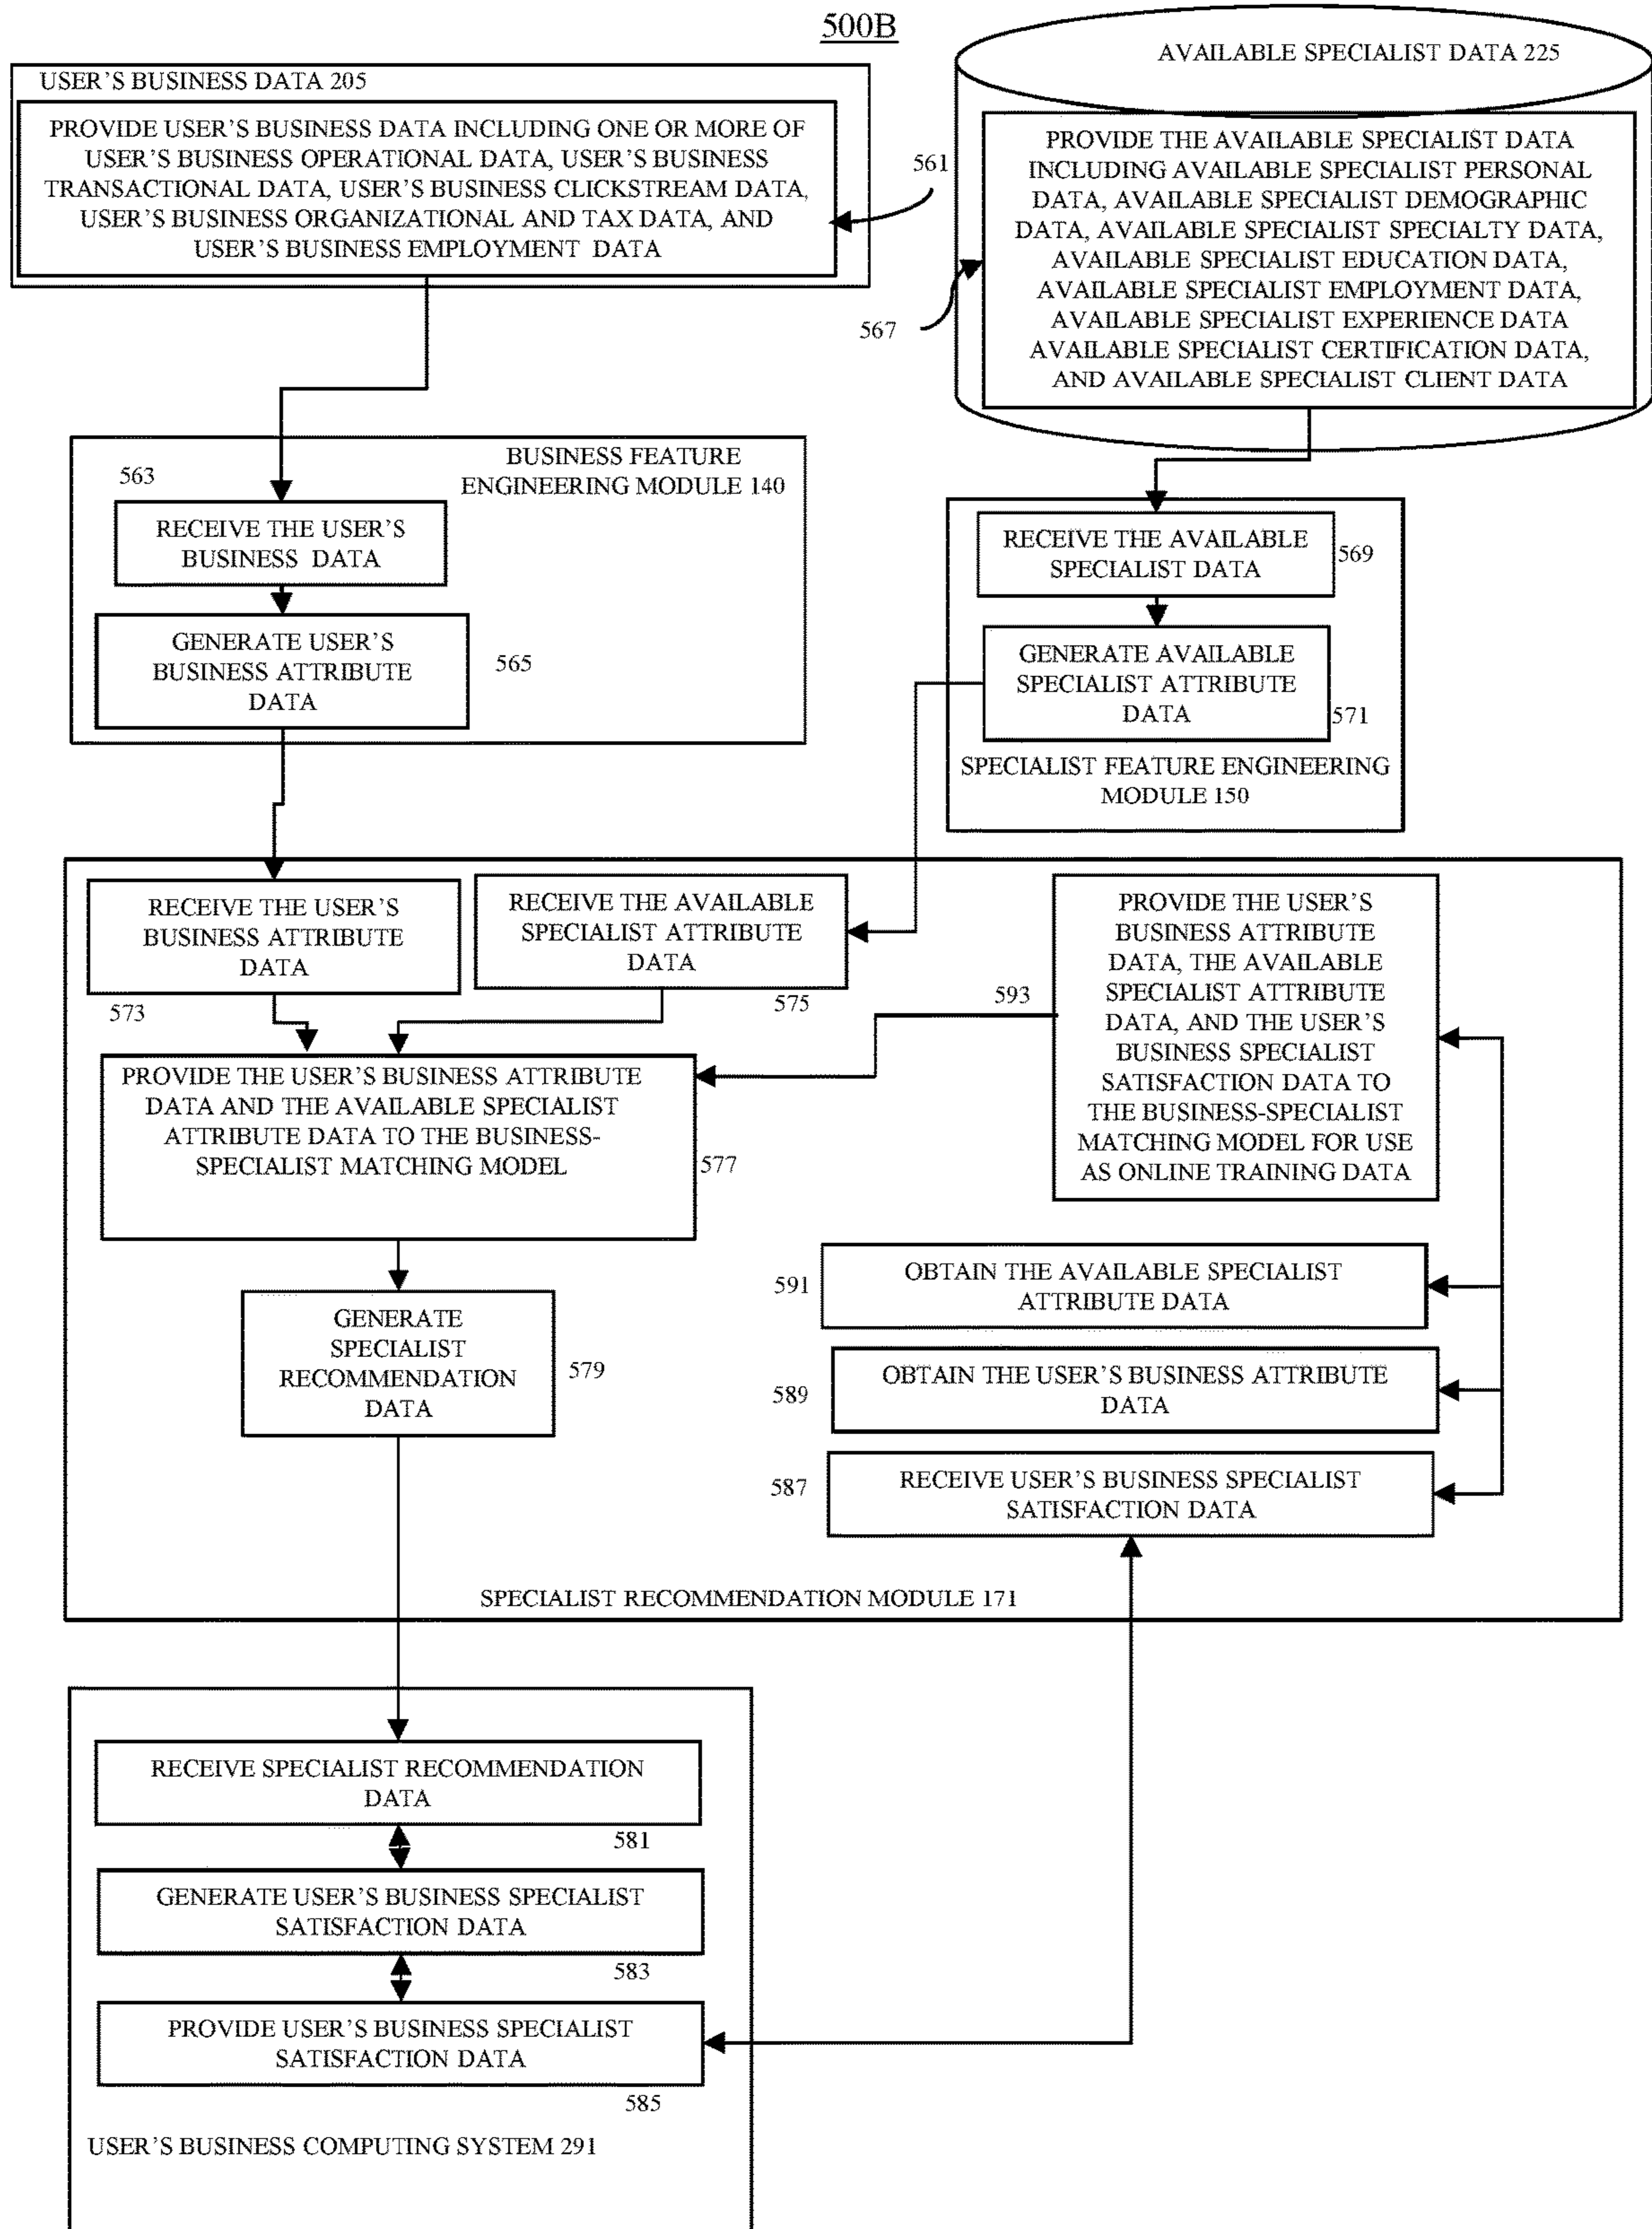 500B
USER'S BUSINESS DATA 205
PROVIDE USER'S BUSINESS DATA INCLUDING ONE OR MORE OF
USER'S BUSINESS OPERATIONAL DATA, USER'S BUSINESS
TRANSACTIONAL DATA, USER'S BUSINESS CLICKSTREAM DATA,
USER'S BUSINESS ORGANIZATIONAL AND TAX DATA, AND
USER'S BUSINESS EMPLOYMENT DATA
561
AVAILABLE SPECIALIST DATA 225
PROVIDE THE AVAILABLE SPECIALIST DATA
INCLUDING AVAILABLE SPECIALIST PERSONAL
DATA, AVAILABLE SPECIALIST DEMOGRAPHIC
DATA, AVAILABLE SPECIALIST SPECIALTY DATA,
AVAILABLE SPECIALIST EDUCATION DATA,
AVAILABLE SPECIALIST EMPLOYMENT DATA,
AVAILABLE SPECIALIST EXPERIENCE DATA
AVAILABLE SPECIALIST CERTIFICATION DATA,
AND AVAILABLE SPECIALIST CLIENT DATA
567
BUSINESS FEATURE
ENGINEERING MODULE 140
563
RECEIVE THE USER'S
BUSINESS DATA
GENERATE USER'S
BUSINESS ATTRIBUTE
DATA
565
RECEIVE THE AVAILABLE
SPECIALIST DATA
569
GENERATE AVAILABLE
SPECIALIST ATTRIBUTE
DATA
571
SPECIALIST FEATURE ENGINEERING
MODULE 150
RECEIVE THE USER'S
BUSINESS ATTRIBUTE
DATA
573
RECEIVE THE AVAILABLE
SPECIALIST ATTRIBUTE
DATA
575
593
PROVIDE THE USER'S
BUSINESS ATTRIBUTE
DATA, THE AVAILABLE
SPECIALIST ATTRIBUTE
DATA, AND THE USER'S
BUSINESS SPECIALIST
SATISFACTION DATA TO
THE BUSINESS-SPECIALIST
MATCHING MODEL FOR USE
AS ONLINE TRAINING DATA
PROVIDE THE USER'S BUSINESS ATTRIBUTE
DATA AND THE AVAILABLE SPECIALIST
ATTRIBUTE DATA TO THE BUSINESS-
SPECIALIST MATCHING MODEL
577
GENERATE
SPECIALIST
RECOMMENDATION
DATA
579
591
OBTAIN THE AVAILABLE SPECIALIST
ATTRIBUTE DATA
589
OBTAIN THE USER'S BUSINESS ATTRIBUTE
DATA
587
RECEIVE USER'S BUSINESS SPECIALIST
SATISFACTION DATA
SPECIALIST RECOMMENDATION MODULE 171
RECEIVE SPECIALIST RECOMMENDATION
DATA
581
GENERATE USER'S BUSINESS SPECIALIST
SATISFACTION DATA
583
PROVIDE USER'S BUSINESS SPECIALIST
SATISFACTION DATA
585
USER'S BUSINESS COMPUTING SYSTEM 291